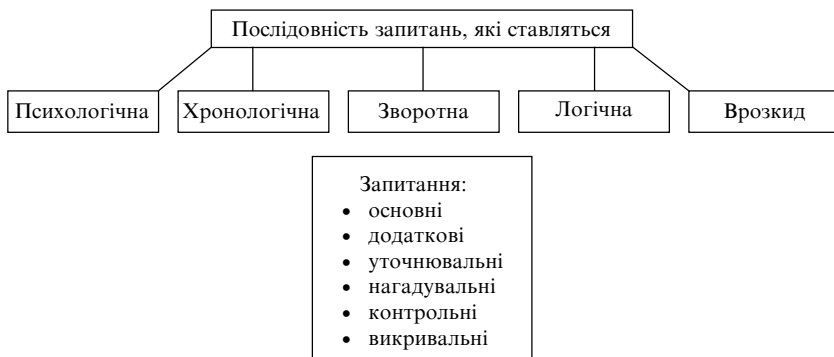 Послідовність запитань, які ставляться
Психологічна
Хронологічна
Зворотна
Логічна
Врозкид
Запитання:
• основні
• додаткові
• уточнювальні
• нагадувальні
• контрольні
• викривальні